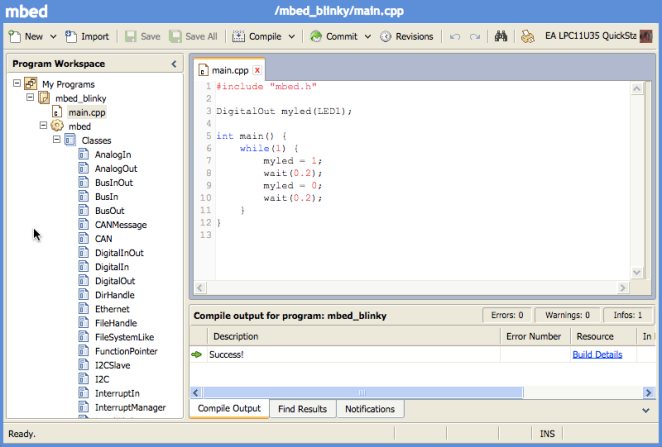 mbed /mbed_blinky/main.cpp
New Import Save Save All Compile Commit Revisions EA LPC11U35 QuickSta
Program Workspace
My Programs
mbed_blinky
main.cpp
mbed
Classes
AnalogIn
AnalogOut
BusInOut
BusIn
BusOut
CANMessage
CAN
DigitalInOut
DigitalIn
DigitalOut
DirHandle
Ethernet
FileHandle
FileSystemLike
FunctionPointer
I2CSlave
I2C
InterruptIn
InterruptManager
main.cpp x
1 #include "mbed.h"
2
3 DigitalOut myled(LED1);
4
5 int main() {
6 while(1) {
7 myled = 1;
8 wait(0.2);
9 myled = 0;
10 wait(0.2);
11 }
12 }
13
Compile output for program: mbed_blinky Errors: 0 Warnings: 0 Infos: 1
Description Error Number Resource In
Success! Build Details
Compile Output Find Results Notifications
Ready. INS